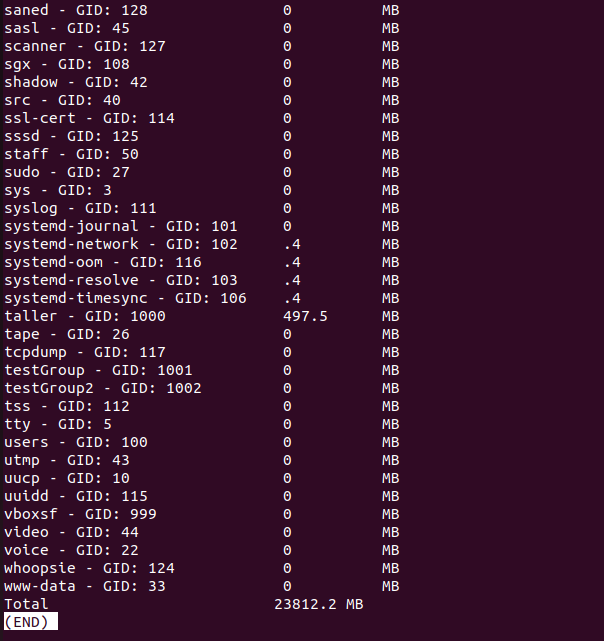 saned - GID: 128 0 MB
sasl - GID: 45 0 MB
scanner - GID: 127 0 MB
sgx - GID: 108 0 MB
shadow - GID: 42 0 MB
src - GID: 40 0 MB
ssl-cert - GID: 114 0 MB
sssd - GID: 125 0 MB
staff - GID: 50 0 MB
sudo - GID: 27 0 MB
sys - GID: 3 0 MB
syslog - GID: 111 0 MB
systemd-journal - GID: 101 0 MB
systemd-network - GID: 102 .4 MB
systemd-oom - GID: 116 .4 MB
systemd-resolve - GID: 103 .4 MB
systemd-timesync - GID: 106 .4 MB
taller - GID: 1000 497.5 MB
tape - GID: 26 0 MB
tcpdump - GID: 117 0 MB
testGroup - GID: 1001 0 MB
testGroup2 - GID: 1002 0 MB
tss - GID: 112 0 MB
tty - GID: 5 0 MB
users - GID: 100 0 MB
utmp - GID: 43 0 MB
uucp - GID: 10 0 MB
uuidd - GID: 115 0 MB
vboxsf - GID: 999 0 MB
video - GID: 44 0 MB
voice - GID: 22 0 MB
whoopsie - GID: 124 0 MB
www-data - GID: 33 0 MB
Total 23812.2 MB
(END)